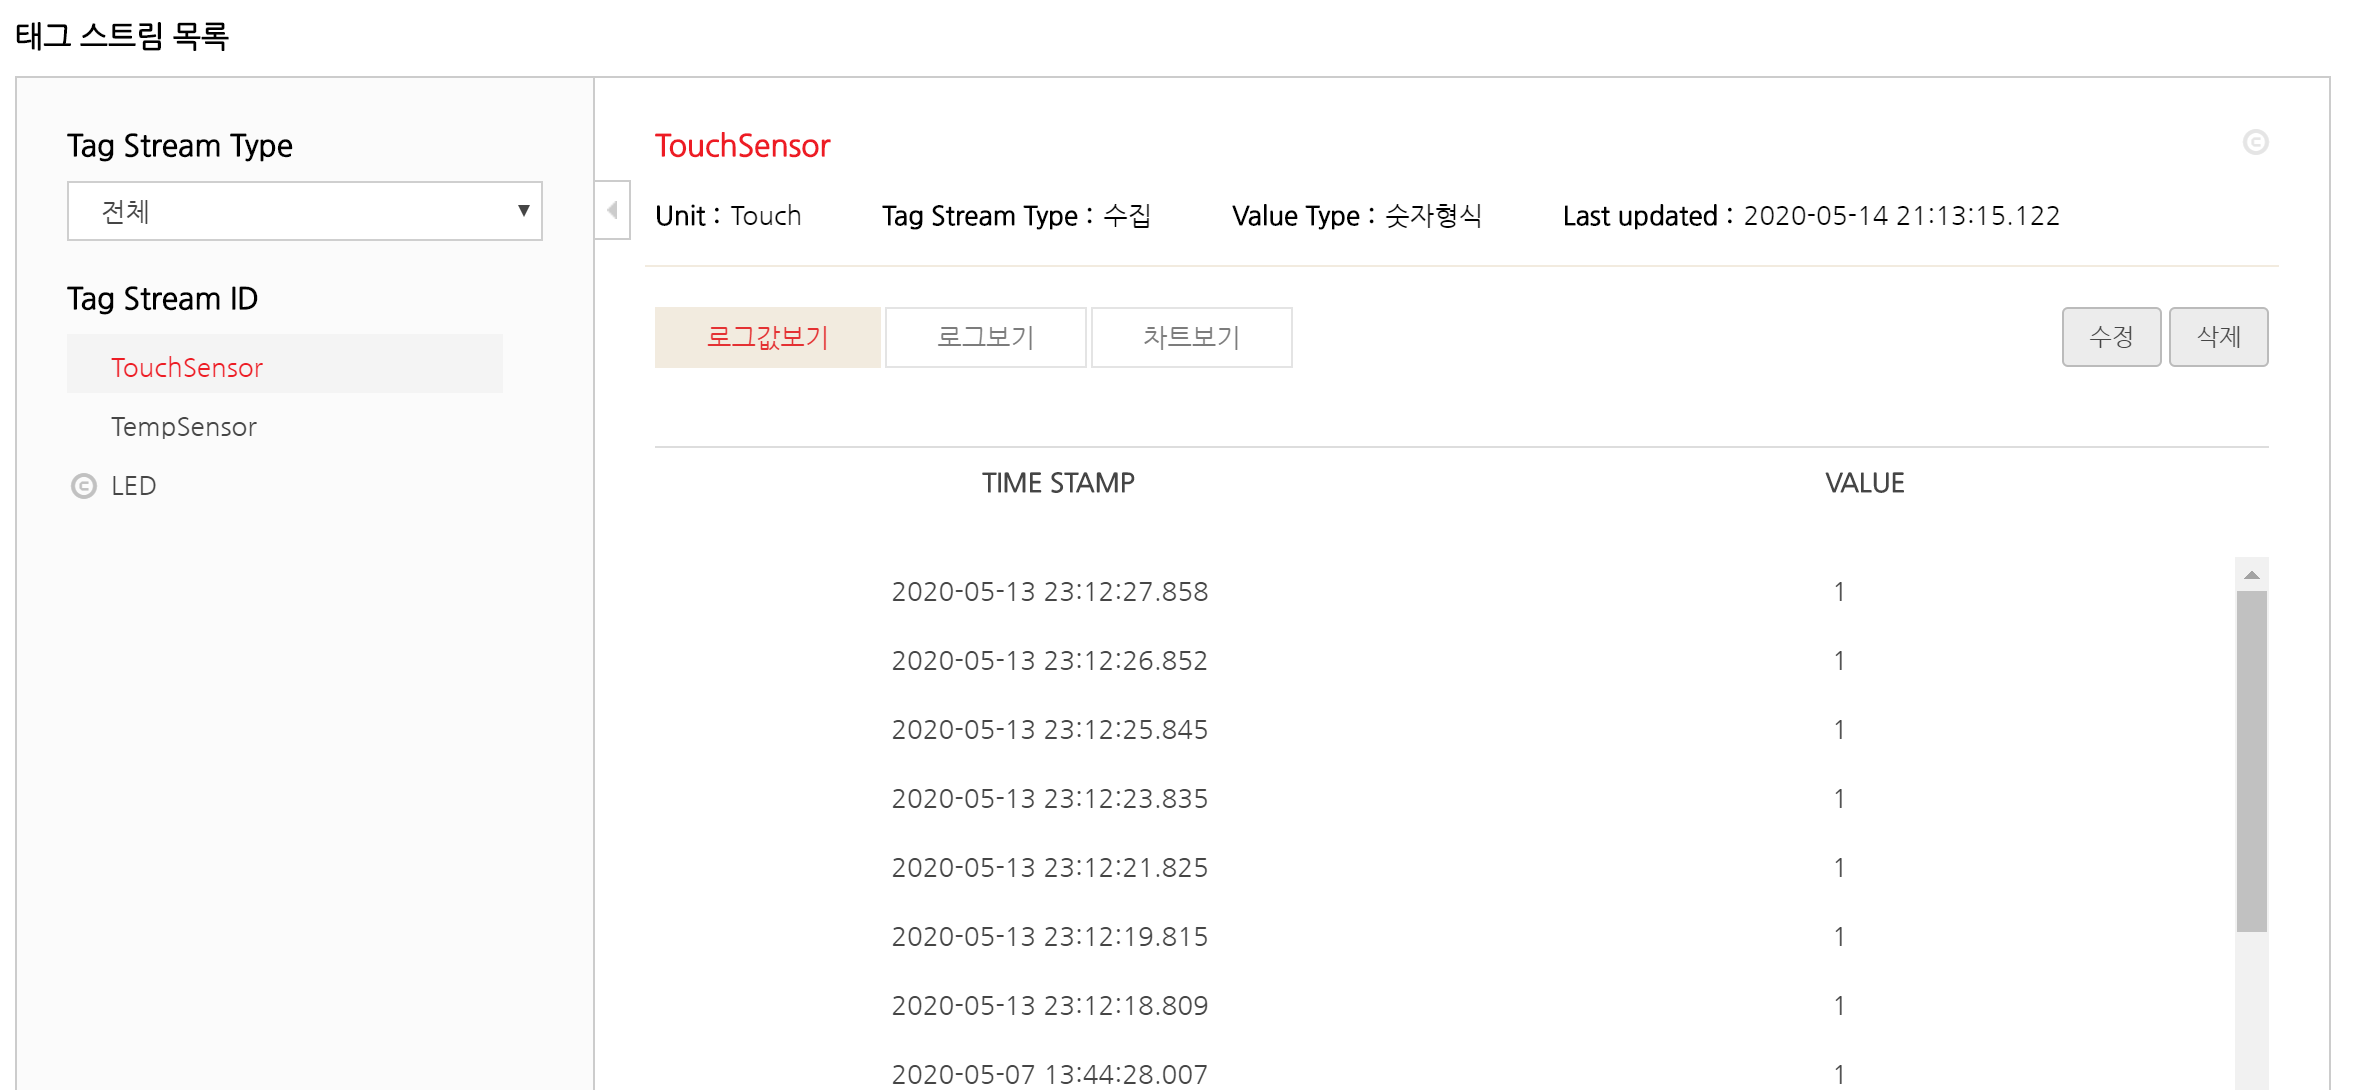 태그 스트림 목록
Tag Stream Type
전체
Tag Stream ID
TouchSensor
TempSensor
LED
TouchSensor
Unit : Touch Tag Stream Type : 수집 Value Type : 숫자형식 Last updated : 2020-05-14 21:13:15.122
로그값보기 로그보기 차트보기 수정 삭제
TIME STAMP VALUE
2020-05-13 23:12:27.858 1
2020-05-13 23:12:26.852 1
2020-05-13 23:12:25.845 1
2020-05-13 23:12:23.835 1
2020-05-13 23:12:21.825 1
2020-05-13 23:12:19.815 1
2020-05-13 23:12:18.809 1
2020-05-07 13:44:28.007 1